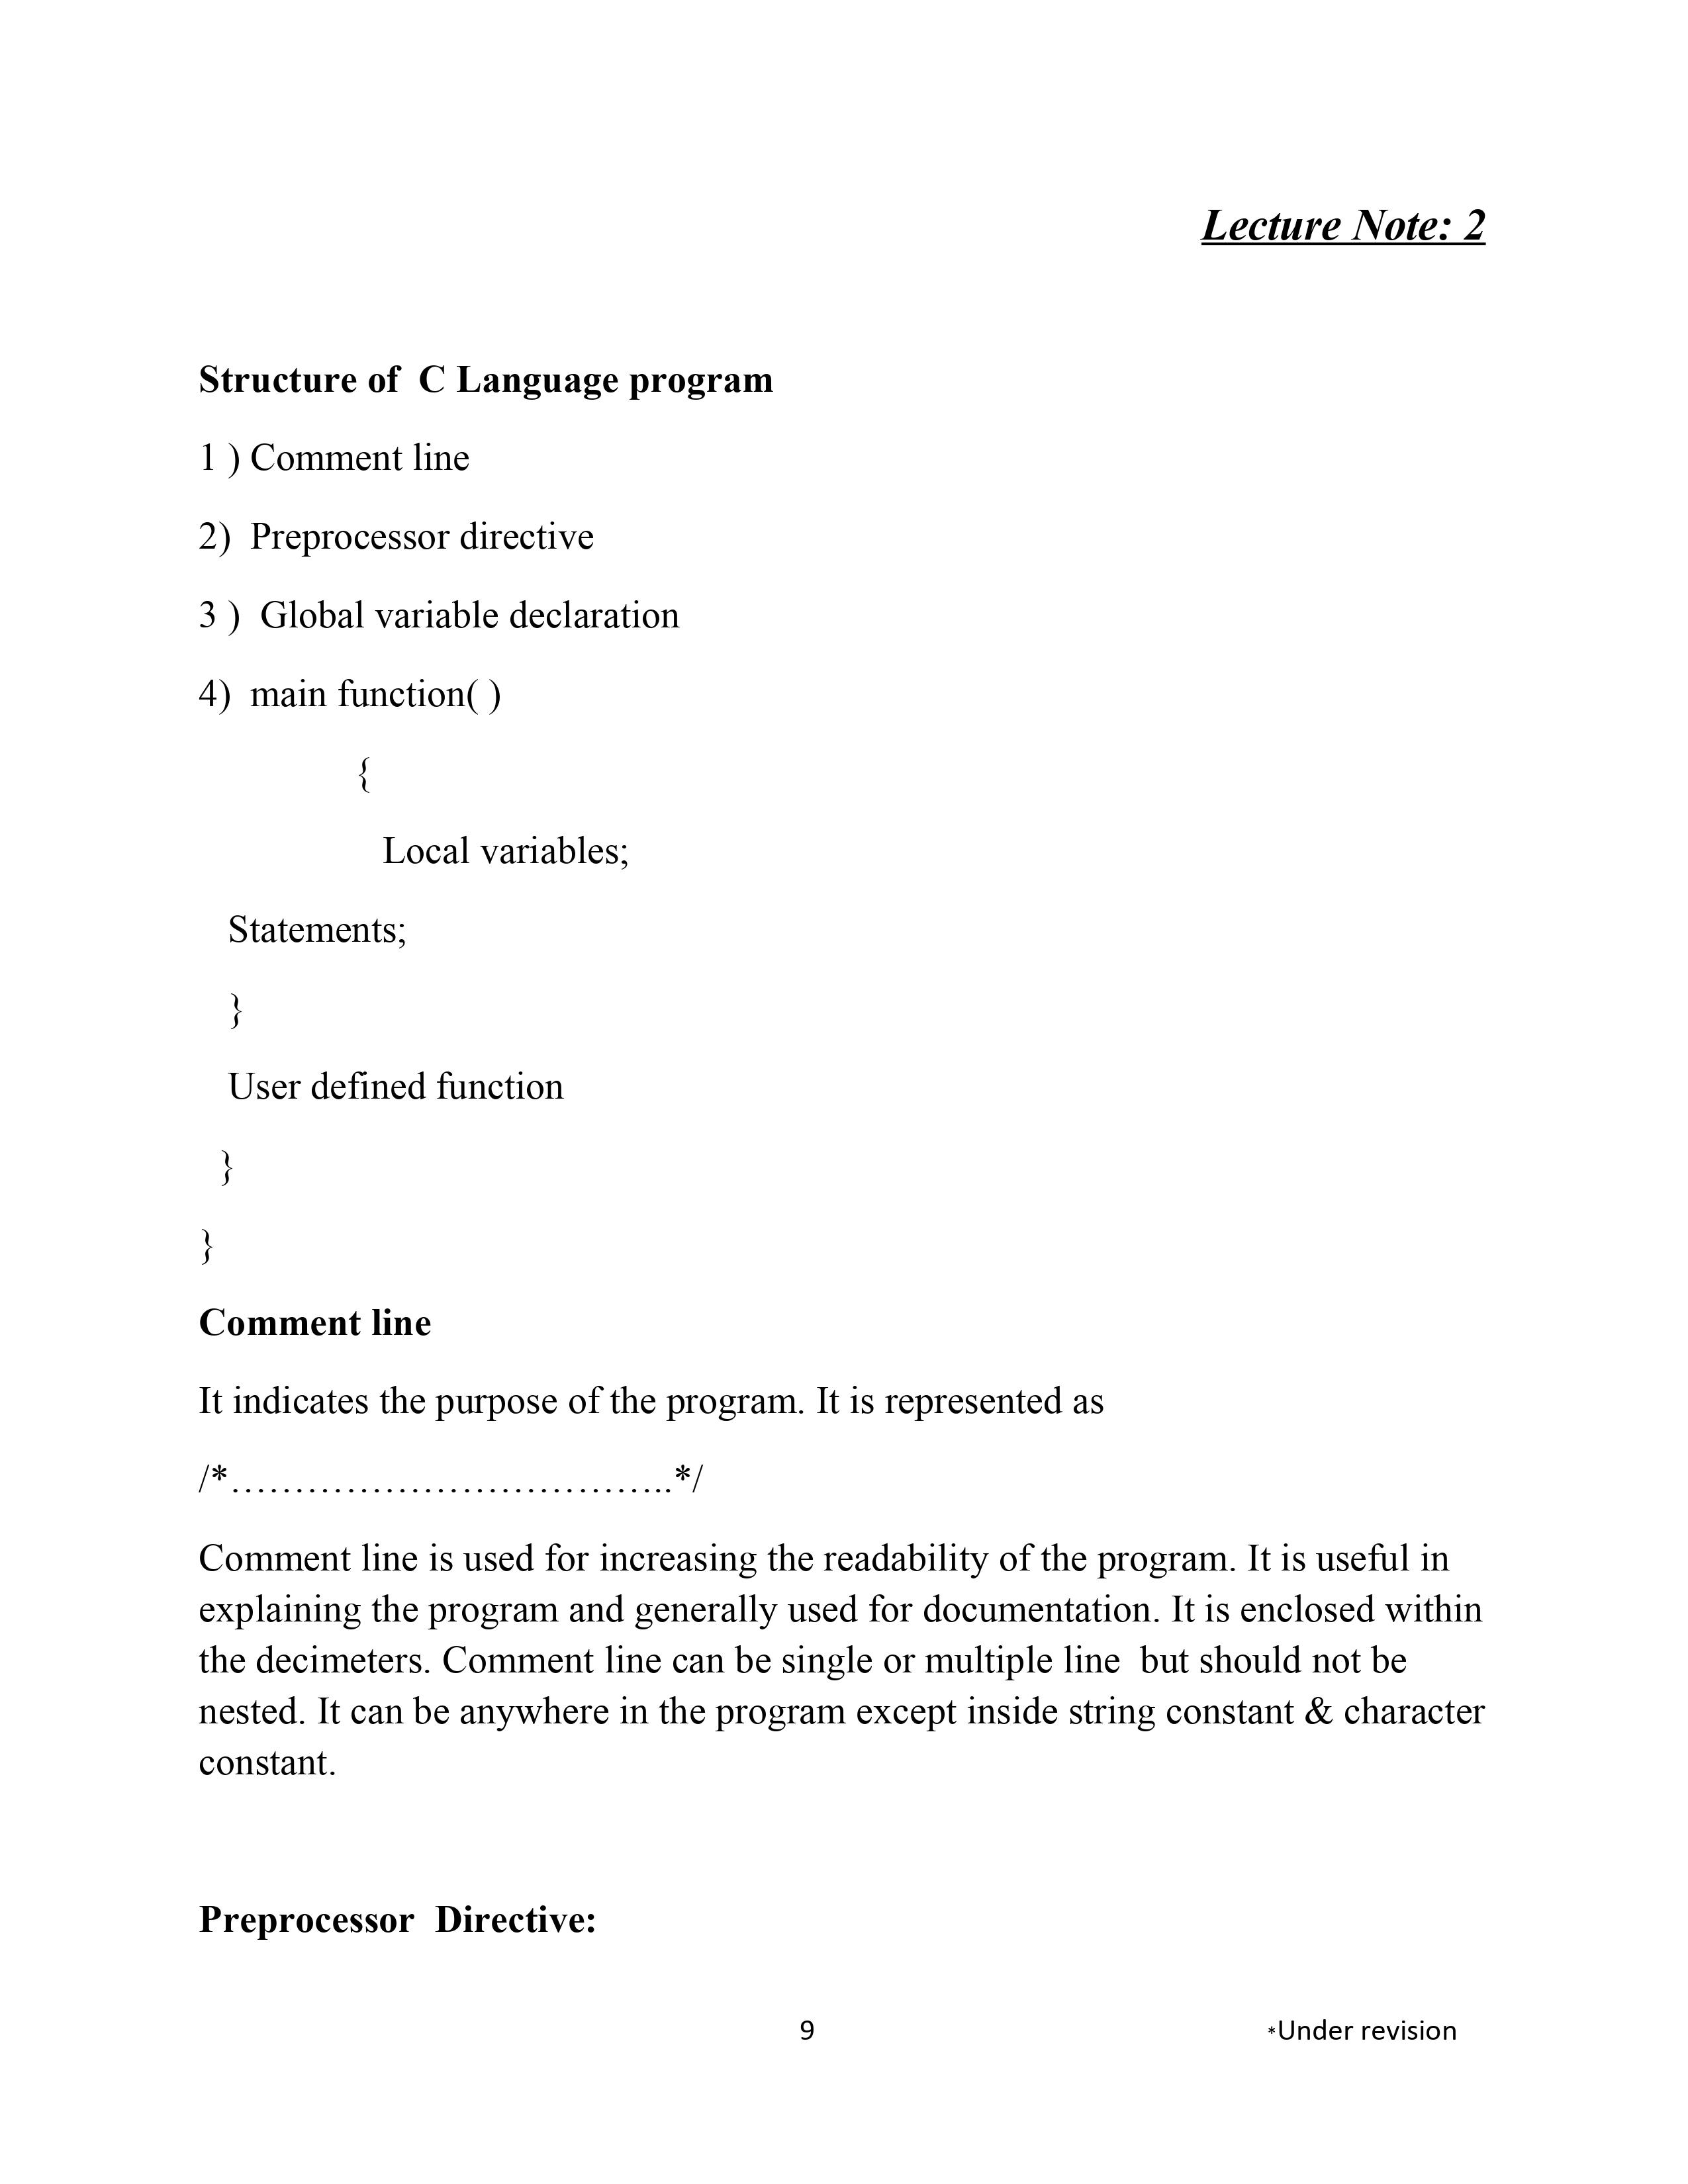 Lecture Note: 2
Structure of  C Language program
1 ) Comment line
2)  Preprocessor directive
3 )  Global variable declaration
4)  main function( )
{
Local variables;
Statements;
}
User defined function
}
}
Comment line
It indicates the purpose of the program. It is represented as
/*……………………………..*/
Comment line is used for increasing the readability of the program. It is useful in
explaining the program and generally used for documentation. It is enclosed within
the decimeters. Comment line can be single or multiple line  but should not be
nested. It can be anywhere in the program except inside string constant & character
constant.
Preprocessor  Directive:
9 *Under revision